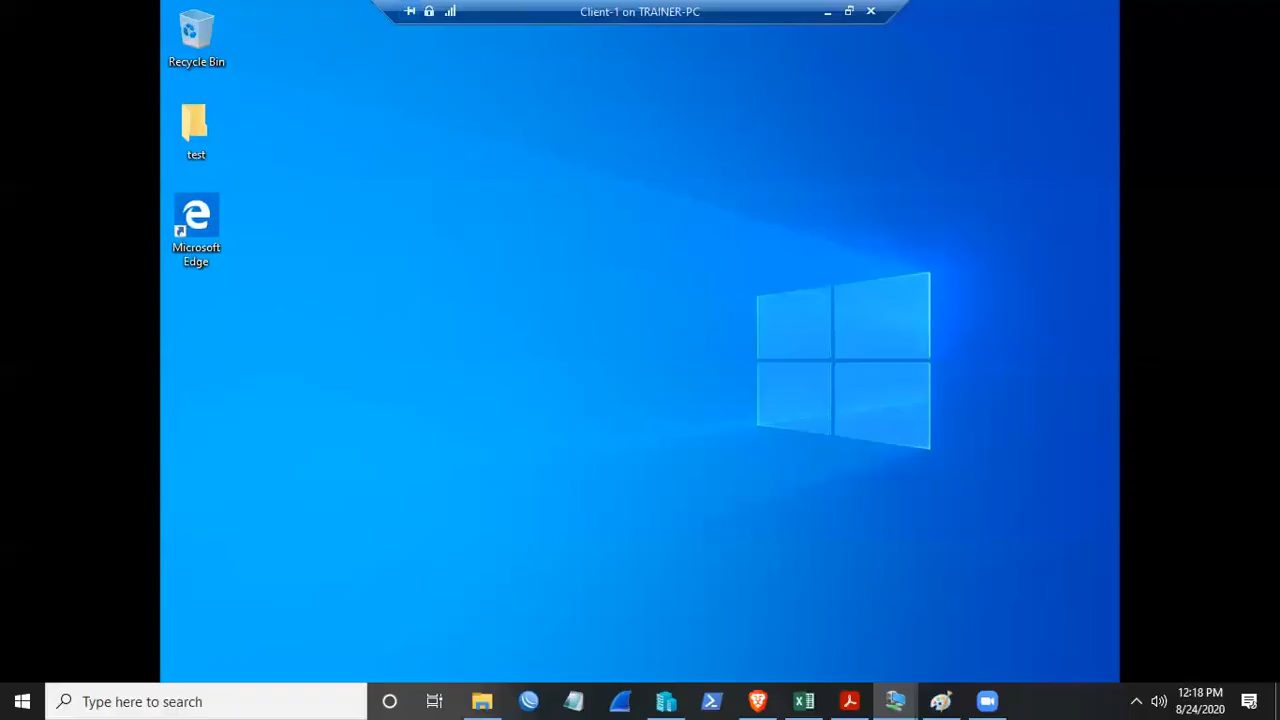 Client-1 on TRAINER-PC
Recycle Bin
test
Microsoft
Edge
Type here to search
12:18 PM
8/24/2020